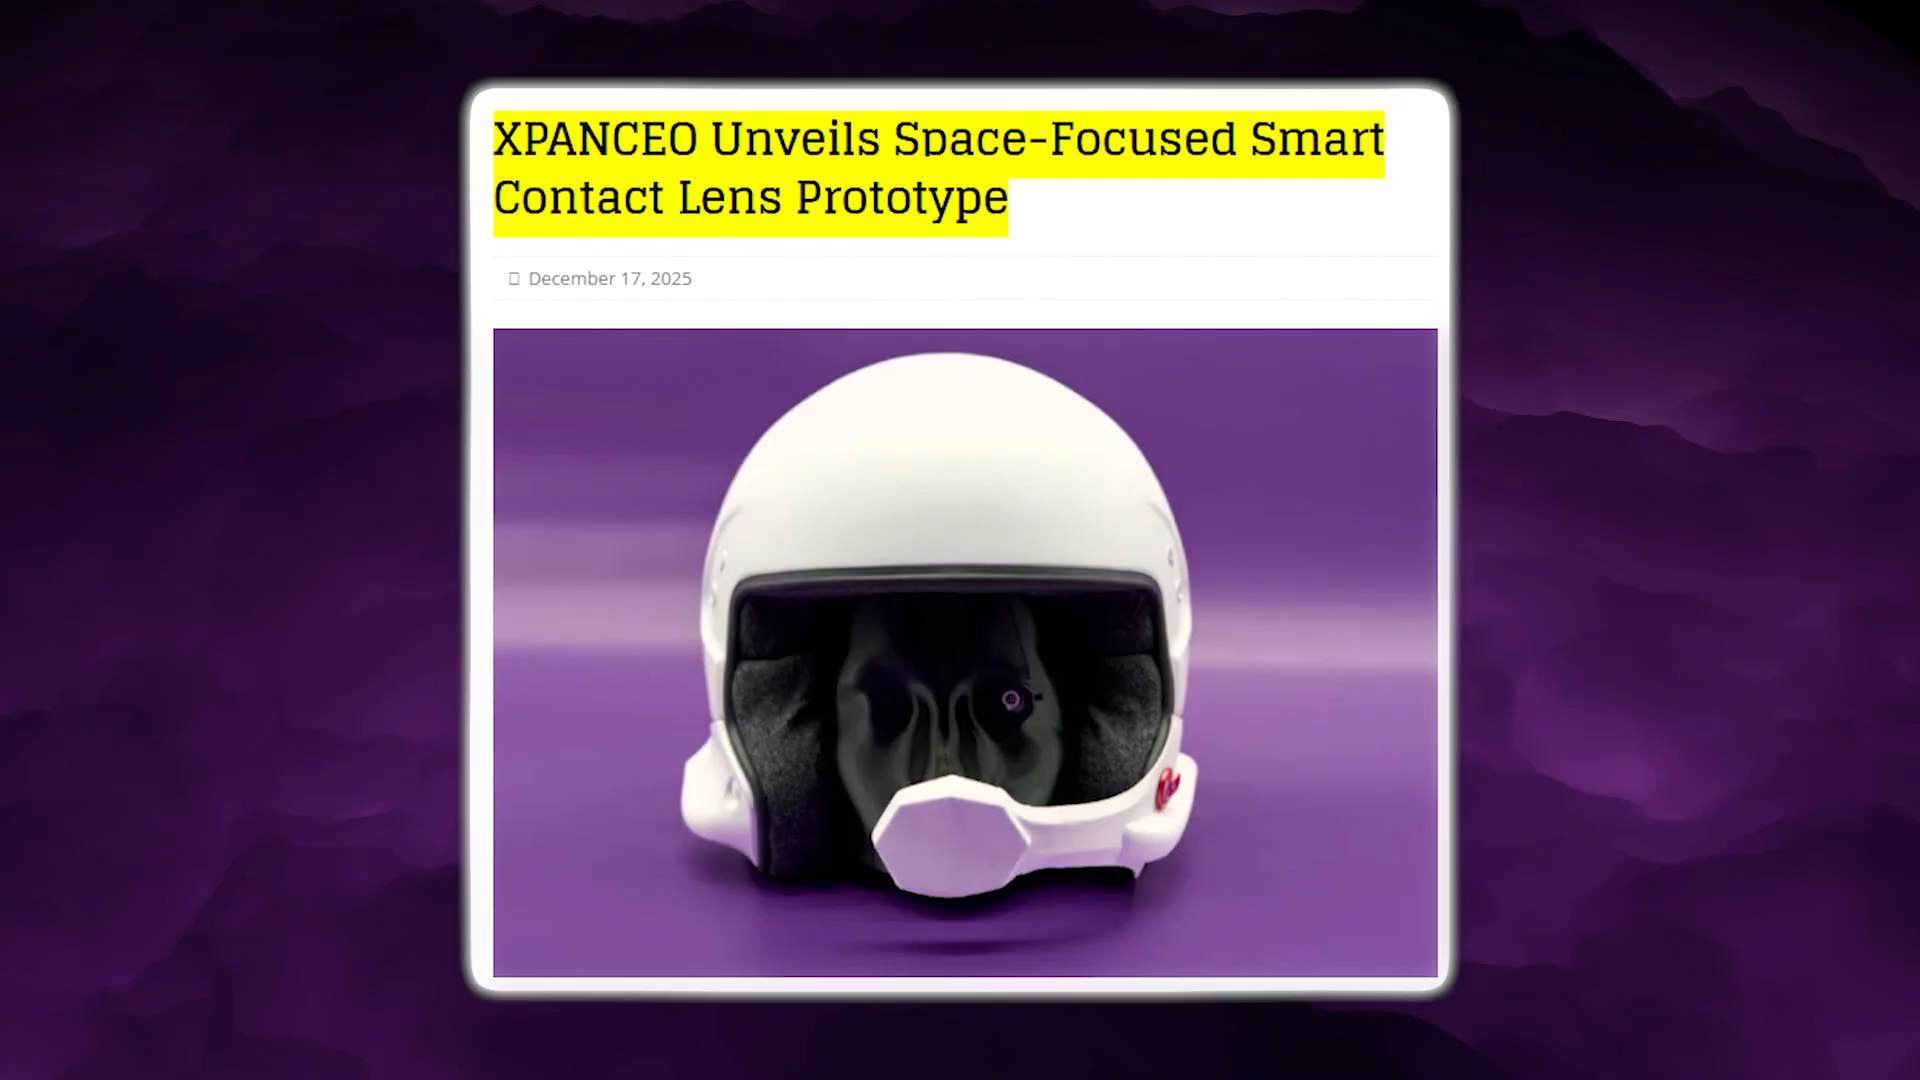 XPANCEO Unveils Space-Focused Smart
Contact Lens Prototype
December 17, 2025